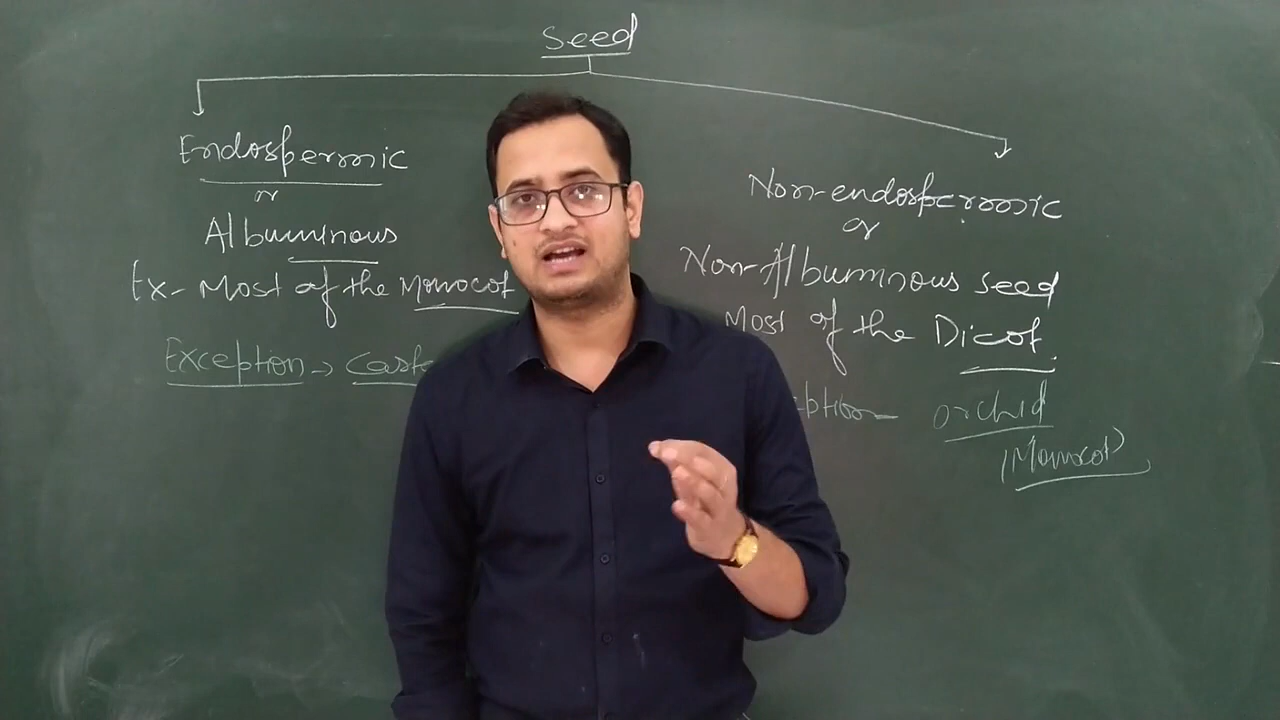 Seed
Endospermic
or
Albuminous
Ex- Most of the Monocot
Exception → Caste
Non-endospermic
or
Non-Albuminous seed
Most of the Dicot.
ption orchid
(Monocot)